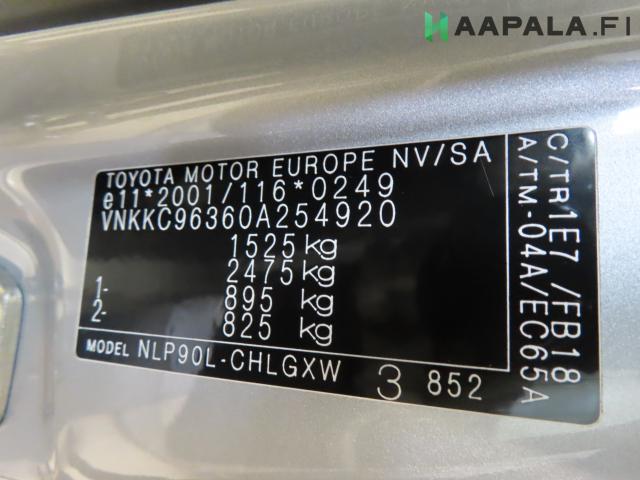 HAAPALA.FI
TOYOTA MOTOR EUROPE NV/SA
e11*2001/116*0249
VNKKC96360A254920
1525 kg
2475 kg
1- 895 kg
2- 825 kg
MODEL NLP90L-CHLGXW 3 852
C/TR1E7 /FB18
A/TM-04A/EC65A